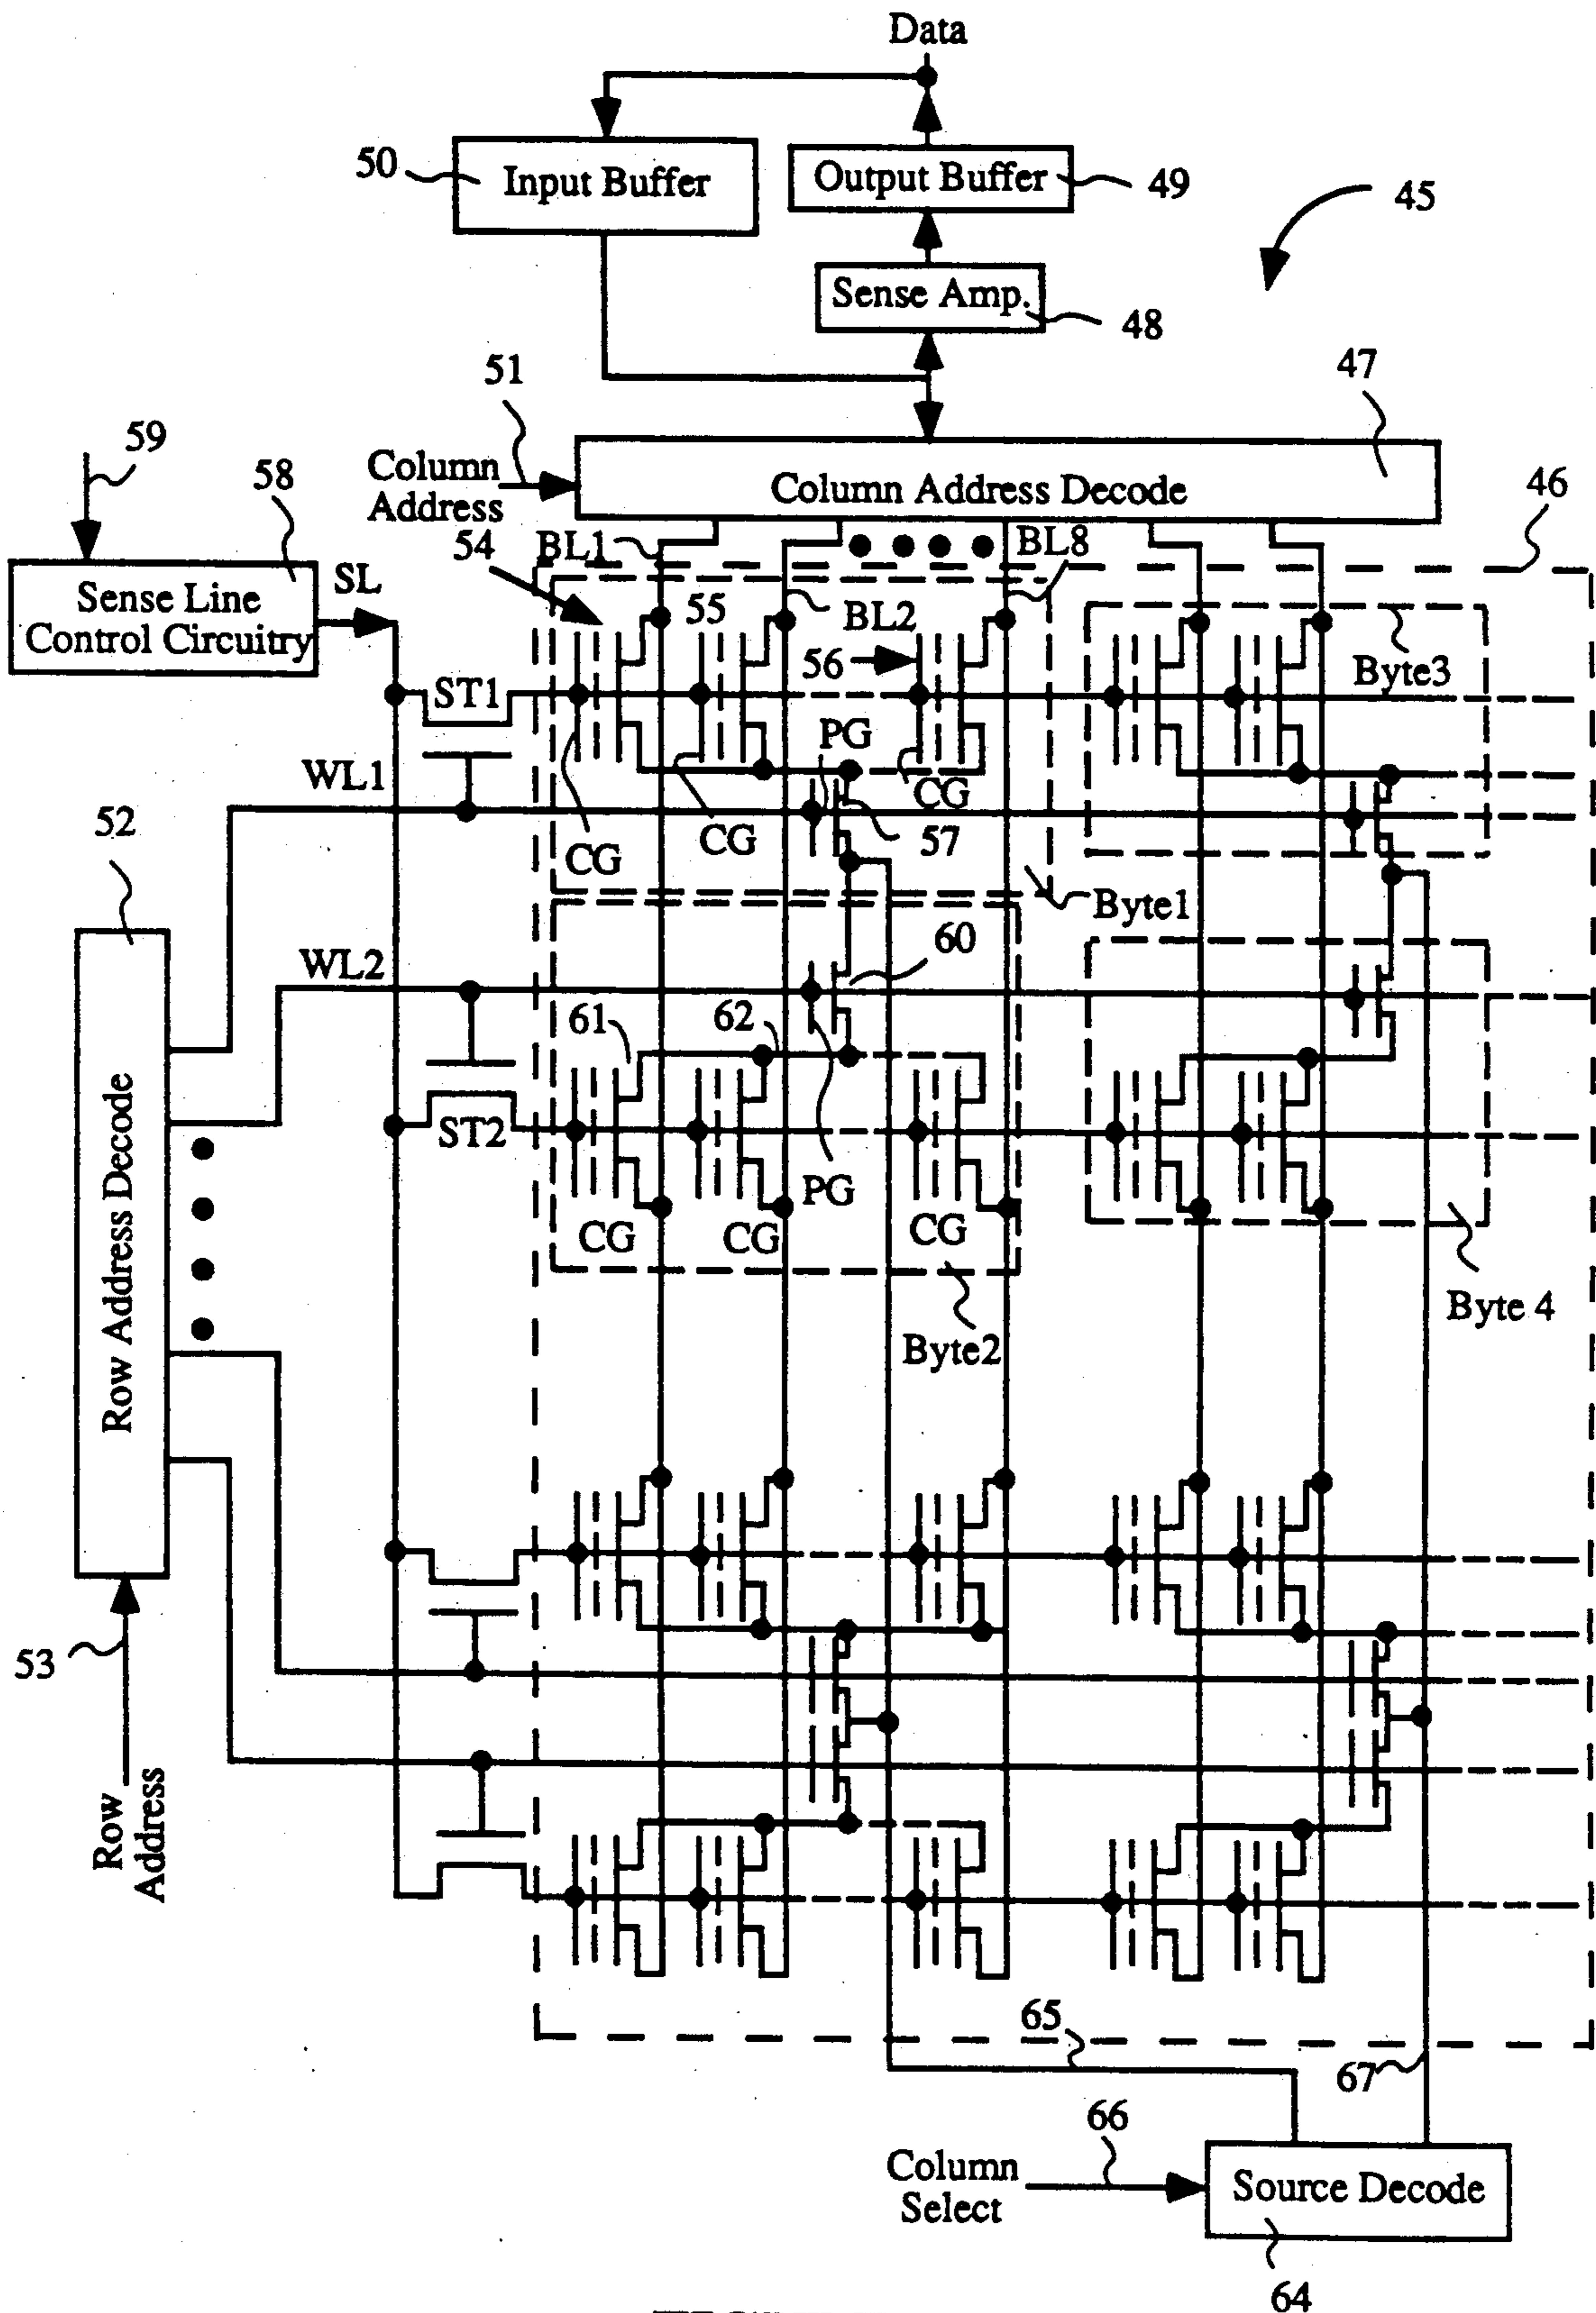 Data
50
Input Buffer
Output Buffer
49
45
Sense Amp.
48
51
47
59
58
Column
Address
Column Address Decode
46
54
BL1
BL8
Sense Line
Control Circuitry
SL
55
BL2
56
Byte3
ST1
PG
CG
WL1
52
CG
CG
57
Byte1
WL2
60
61
62
Row Address Decode
ST2
PG
CG
CG
CG
Byte2
Byte 4
53
Row
Address
65
67
66
Column
Select
Source Decode
64